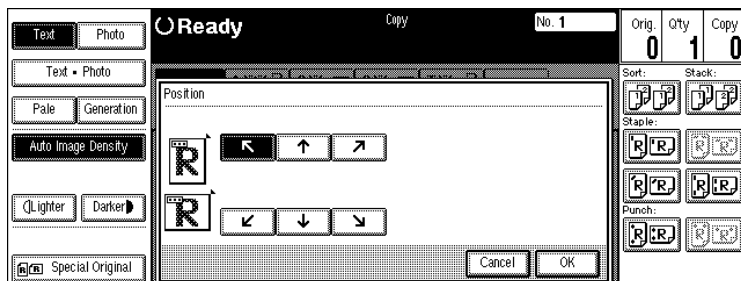 Text Photo
Text • Photo
Pale Generation
Auto Image Density
Lighter Darker
Special Original
Ready
Copy
No. 1
Position
R
R
Cancel OK
Orig. Q'ty Copy
0 1 0
Sort: Stack:
Staple:
Punch: